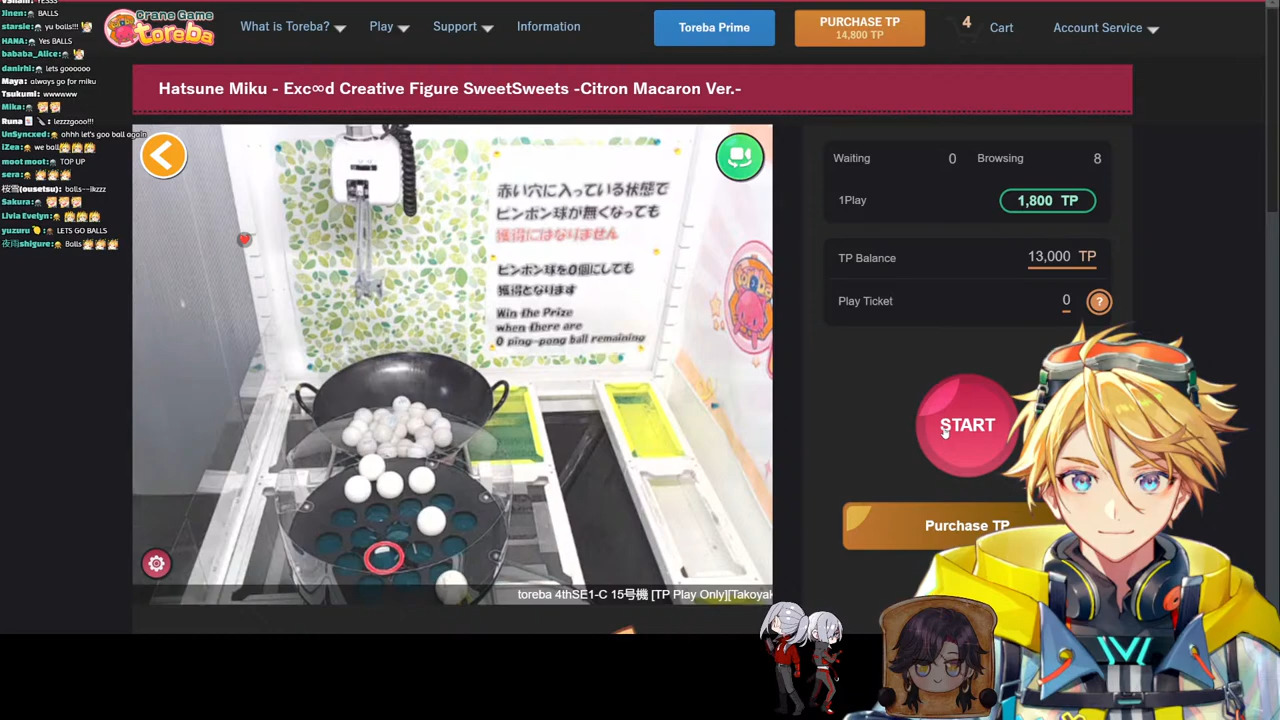 YESSS
Jinen: BALLS
starsie: yu balls!!!
HANA: Yes BALLS
bababa_Alice:
danirhi: lets goooooo
Maya: always go for miku
Tsukumi: wwwwww
Mika:
Runa: lezzzgooo!!!
UnSyncxed: ohhh let's goo ball again
iZea: we ball
moot moot: TOP UP
sera:
桜雪(ousetsu): balls--ikzzz
Sakura:
Livia Evelyn:
yuzuru: LETS GO BALLS
夜雨shigure: Balls
Crane Game
toreba
What is Toreba?
Play
Support
Information
Toreba Prime
PURCHASE TP
14,800 TP
4
Cart
Account Service
Hatsune Miku - Exc∞d Creative Figure SweetSweets -Citron Macaron Ver.-
赤い穴に入っている状態で
ピンポン球が無くなっても
獲得にはなりません
ピンポン球を0個にしても
獲得となります
Win the Prize
when there are
0 ping-pong ball remaining
toreba
Waiting 0 Browsing 8
1Play 1,800 TP
TP Balance 13,000 TP
Play Ticket 0 ?
START
Purchase TP
toreba 4thSE1-C 15号機 [TP Play Only][Takoyak